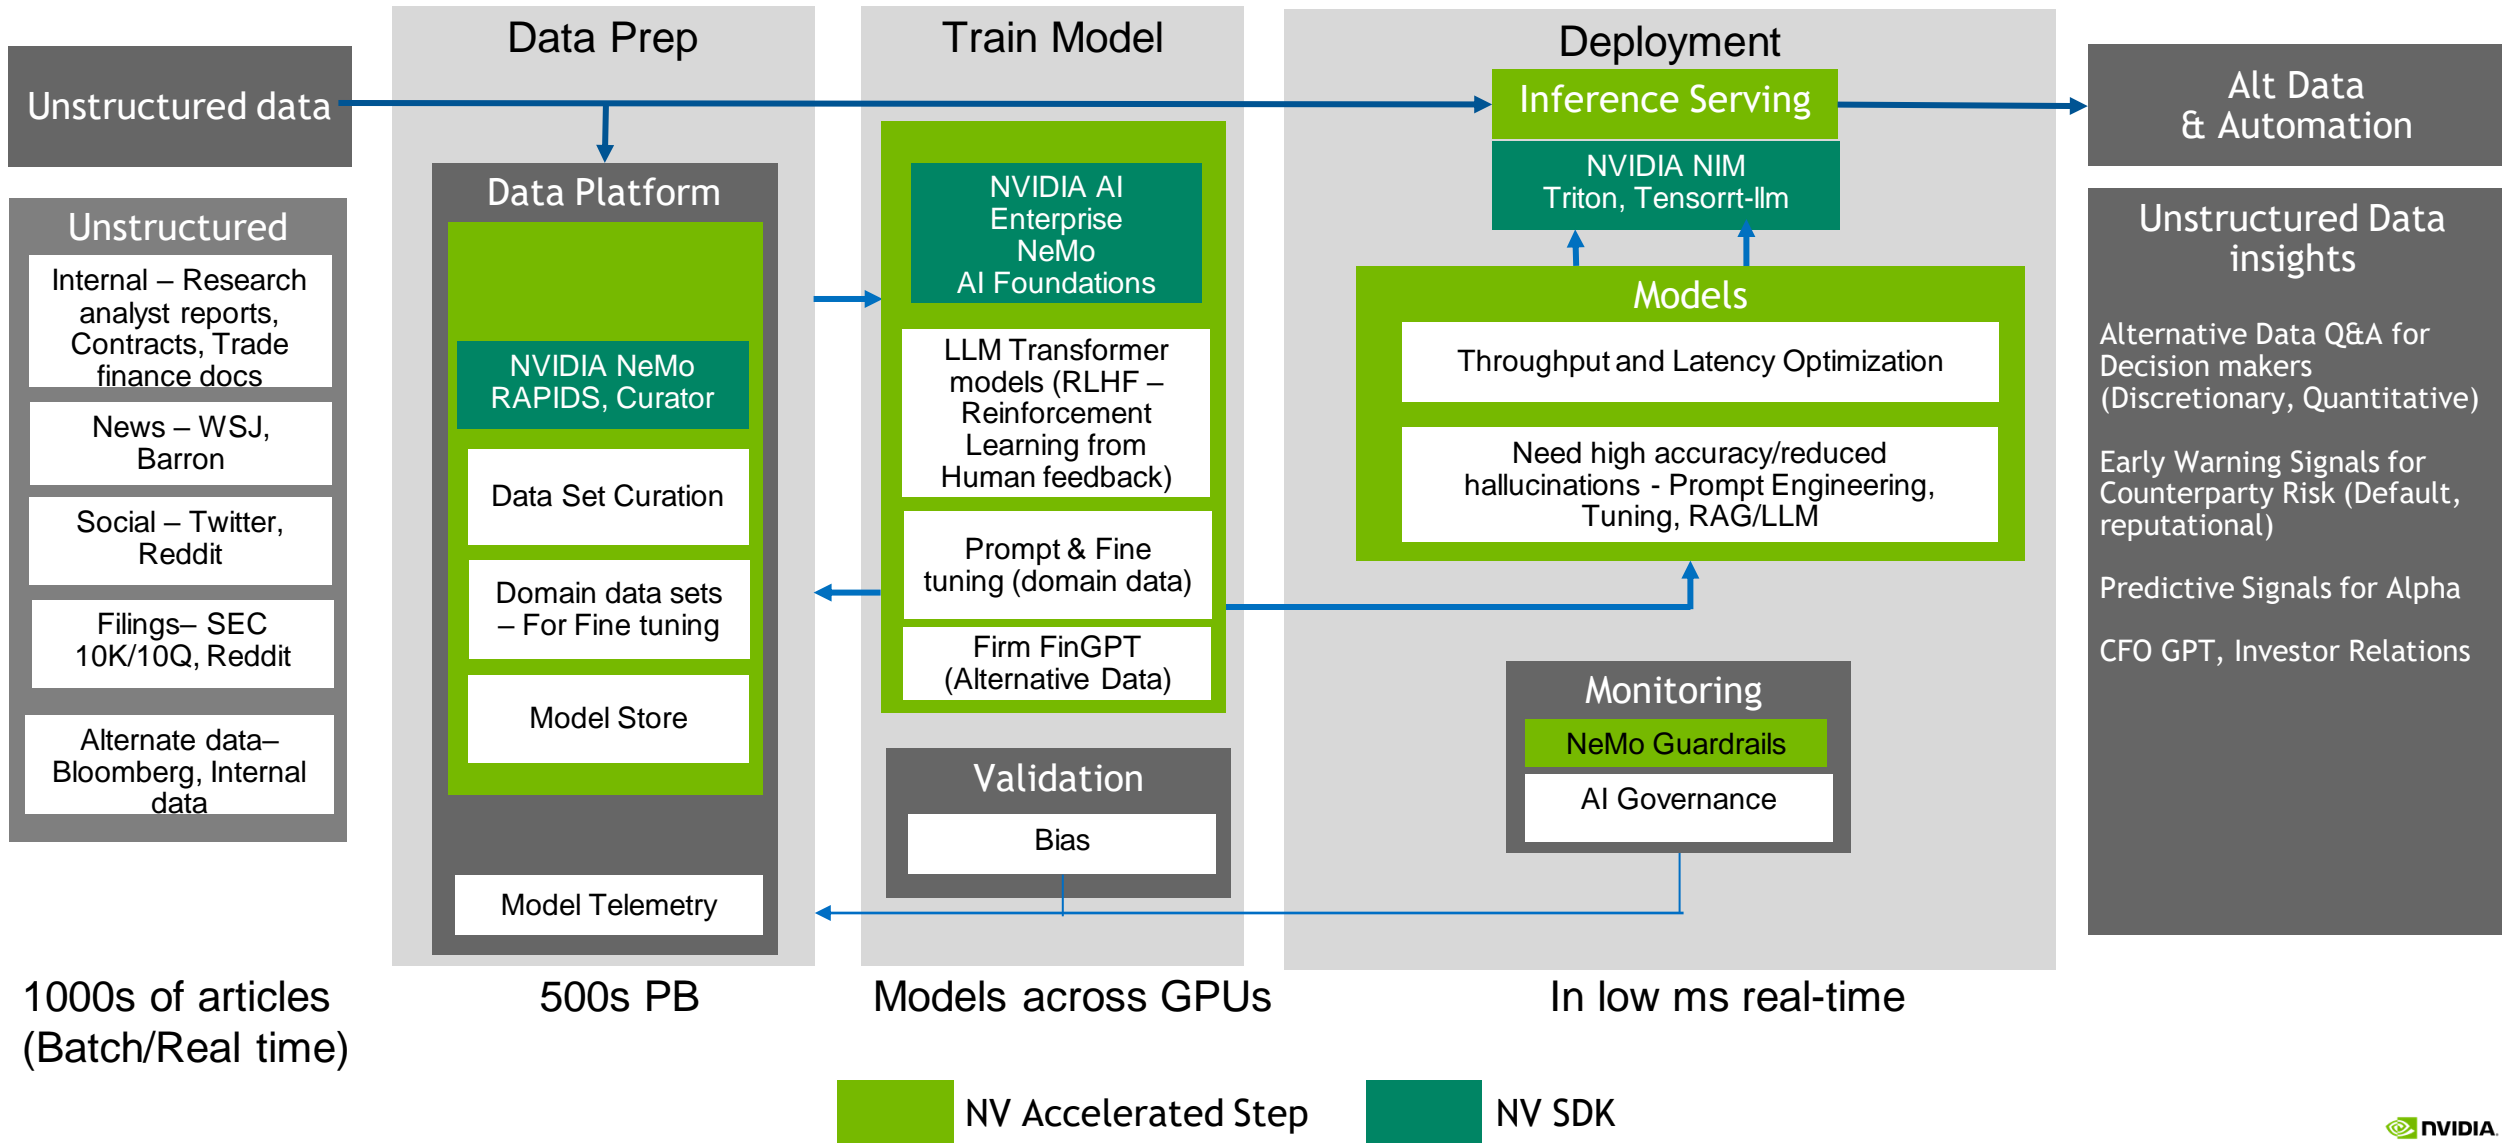 Unstructured data
Unstructured
Internal – Research
analyst reports,
Contracts, Trade
finance docs
News – WSJ,
Barron
Social – Twitter,
Reddit
Filings– SEC
10K/10Q, Reddit
Alternate data–
Bloomberg, Internal
data
1000s of articles
(Batch/Real time)
Data Prep
Data Platform
NVIDIA NeMo
RAPIDS, Curator
Data Set Curation
Domain data sets
– For Fine tuning
Model Store
Model Telemetry
500s PB
Train Model
NVIDIA AI
Enterprise
NeMo
AI Foundations
LLM Transformer
models (RLHF –
Reinforcement
Learning from
Human feedback)
Prompt & Fine
tuning (domain data)
Firm FinGPT
(Alternative Data)
Validation
Bias
Models across GPUs
Deployment
Inference Serving
NVIDIA NIM
Triton, Tensorrt-llm
Models
Throughput and Latency Optimization
Need high accuracy/reduced
hallucinations - Prompt Engineering,
Tuning, RAG/LLM
Monitoring
NeMo Guardrails
AI Governance
In low ms real-time
Alt Data
& Automation
Unstructured Data
insights
Alternative Data Q&A for
Decision makers
(Discretionary, Quantitative)
Early Warning Signals for
Counterparty Risk (Default,
reputational)
Predictive Signals for Alpha
CFO GPT, Investor Relations
NV Accelerated Step
NV SDK
NVIDIA.